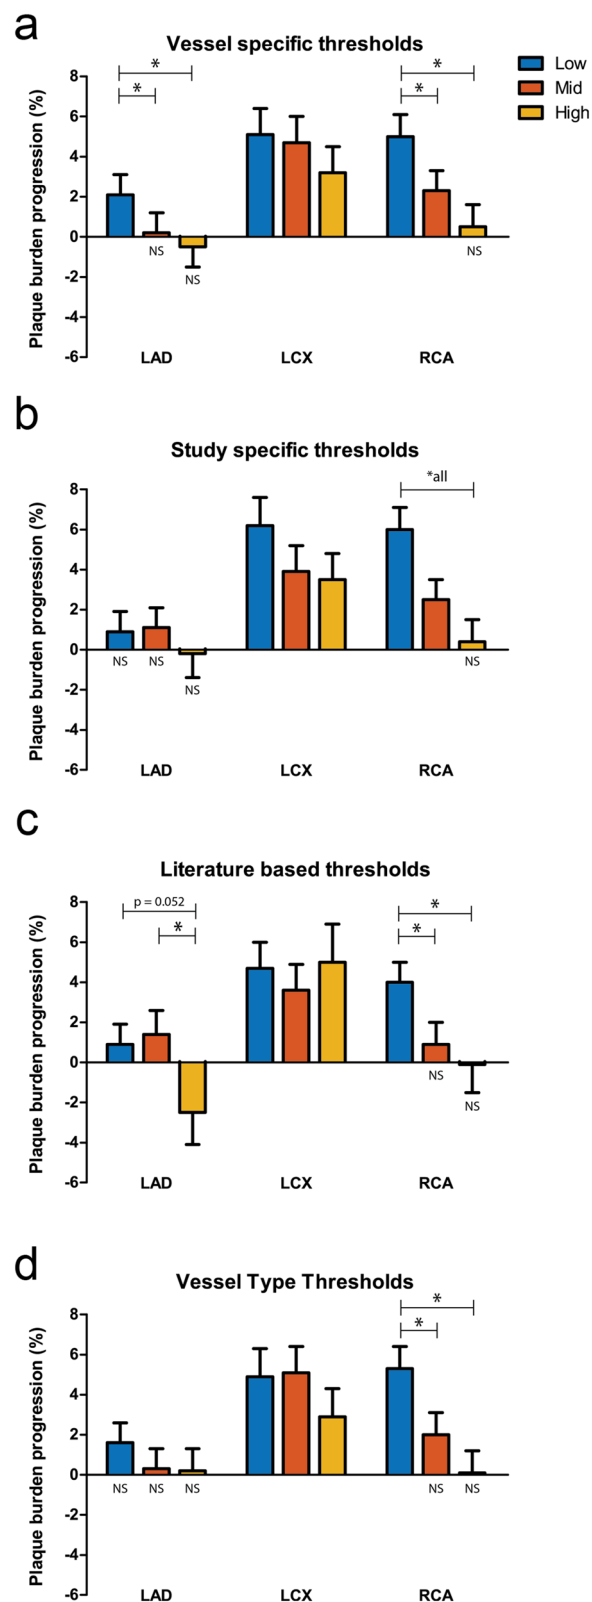 a
Vessel specific thresholds
Low
Mid
High
Plaque burden progression (%)
8
6
4
2
0
-2
-4
-6
* * * *
NS
NS
NS
LAD LCX RCA
b
Study specific thresholds
Plaque burden progression (%)
8
6
4
2
0
-2
-4
-6
*all
NS NS NS
NS
LAD LCX RCA
c
Literature based thresholds
Plaque burden progression (%)
8
6
4
2
0
-2
-4
-6
p = 0.052
* * *
NS
NS
LAD LCX RCA
d
Vessel Type Thresholds
Plaque burden progression (%)
8
6
4
2
0
-2
-4
-6
* *
NS NS NS NS NS
LAD LCX RCA